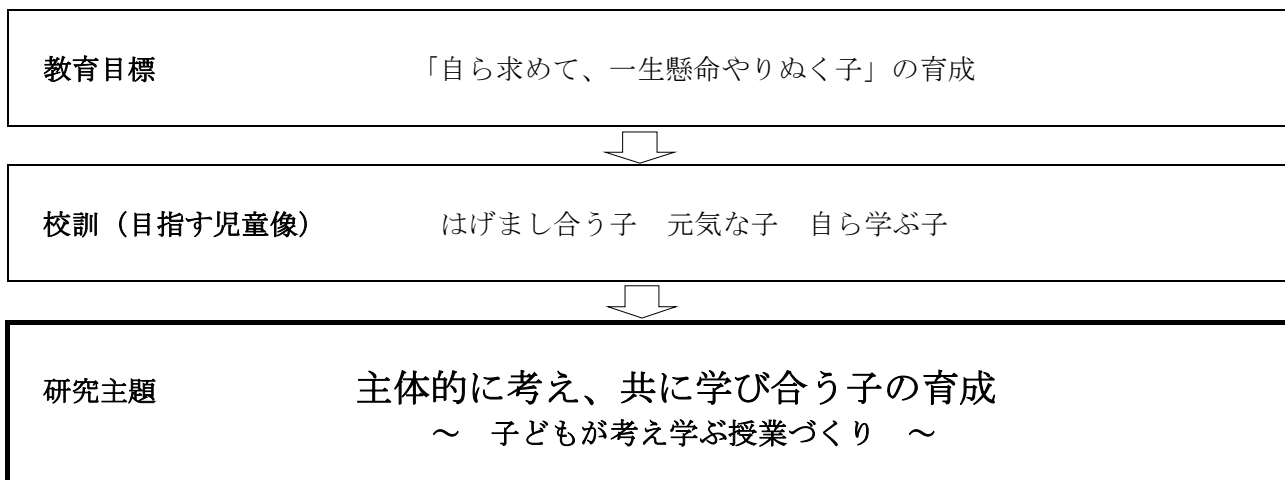 教育目標　「自ら求めて、一生懸命やりぬく子」の育成
校訓（目指す児童像）　はげまし合う子　元気な子　自ら学ぶ子
研究主題　主体的に考え、共に学び合う子の育成
～　子どもが考え学ぶ授業づくり　～